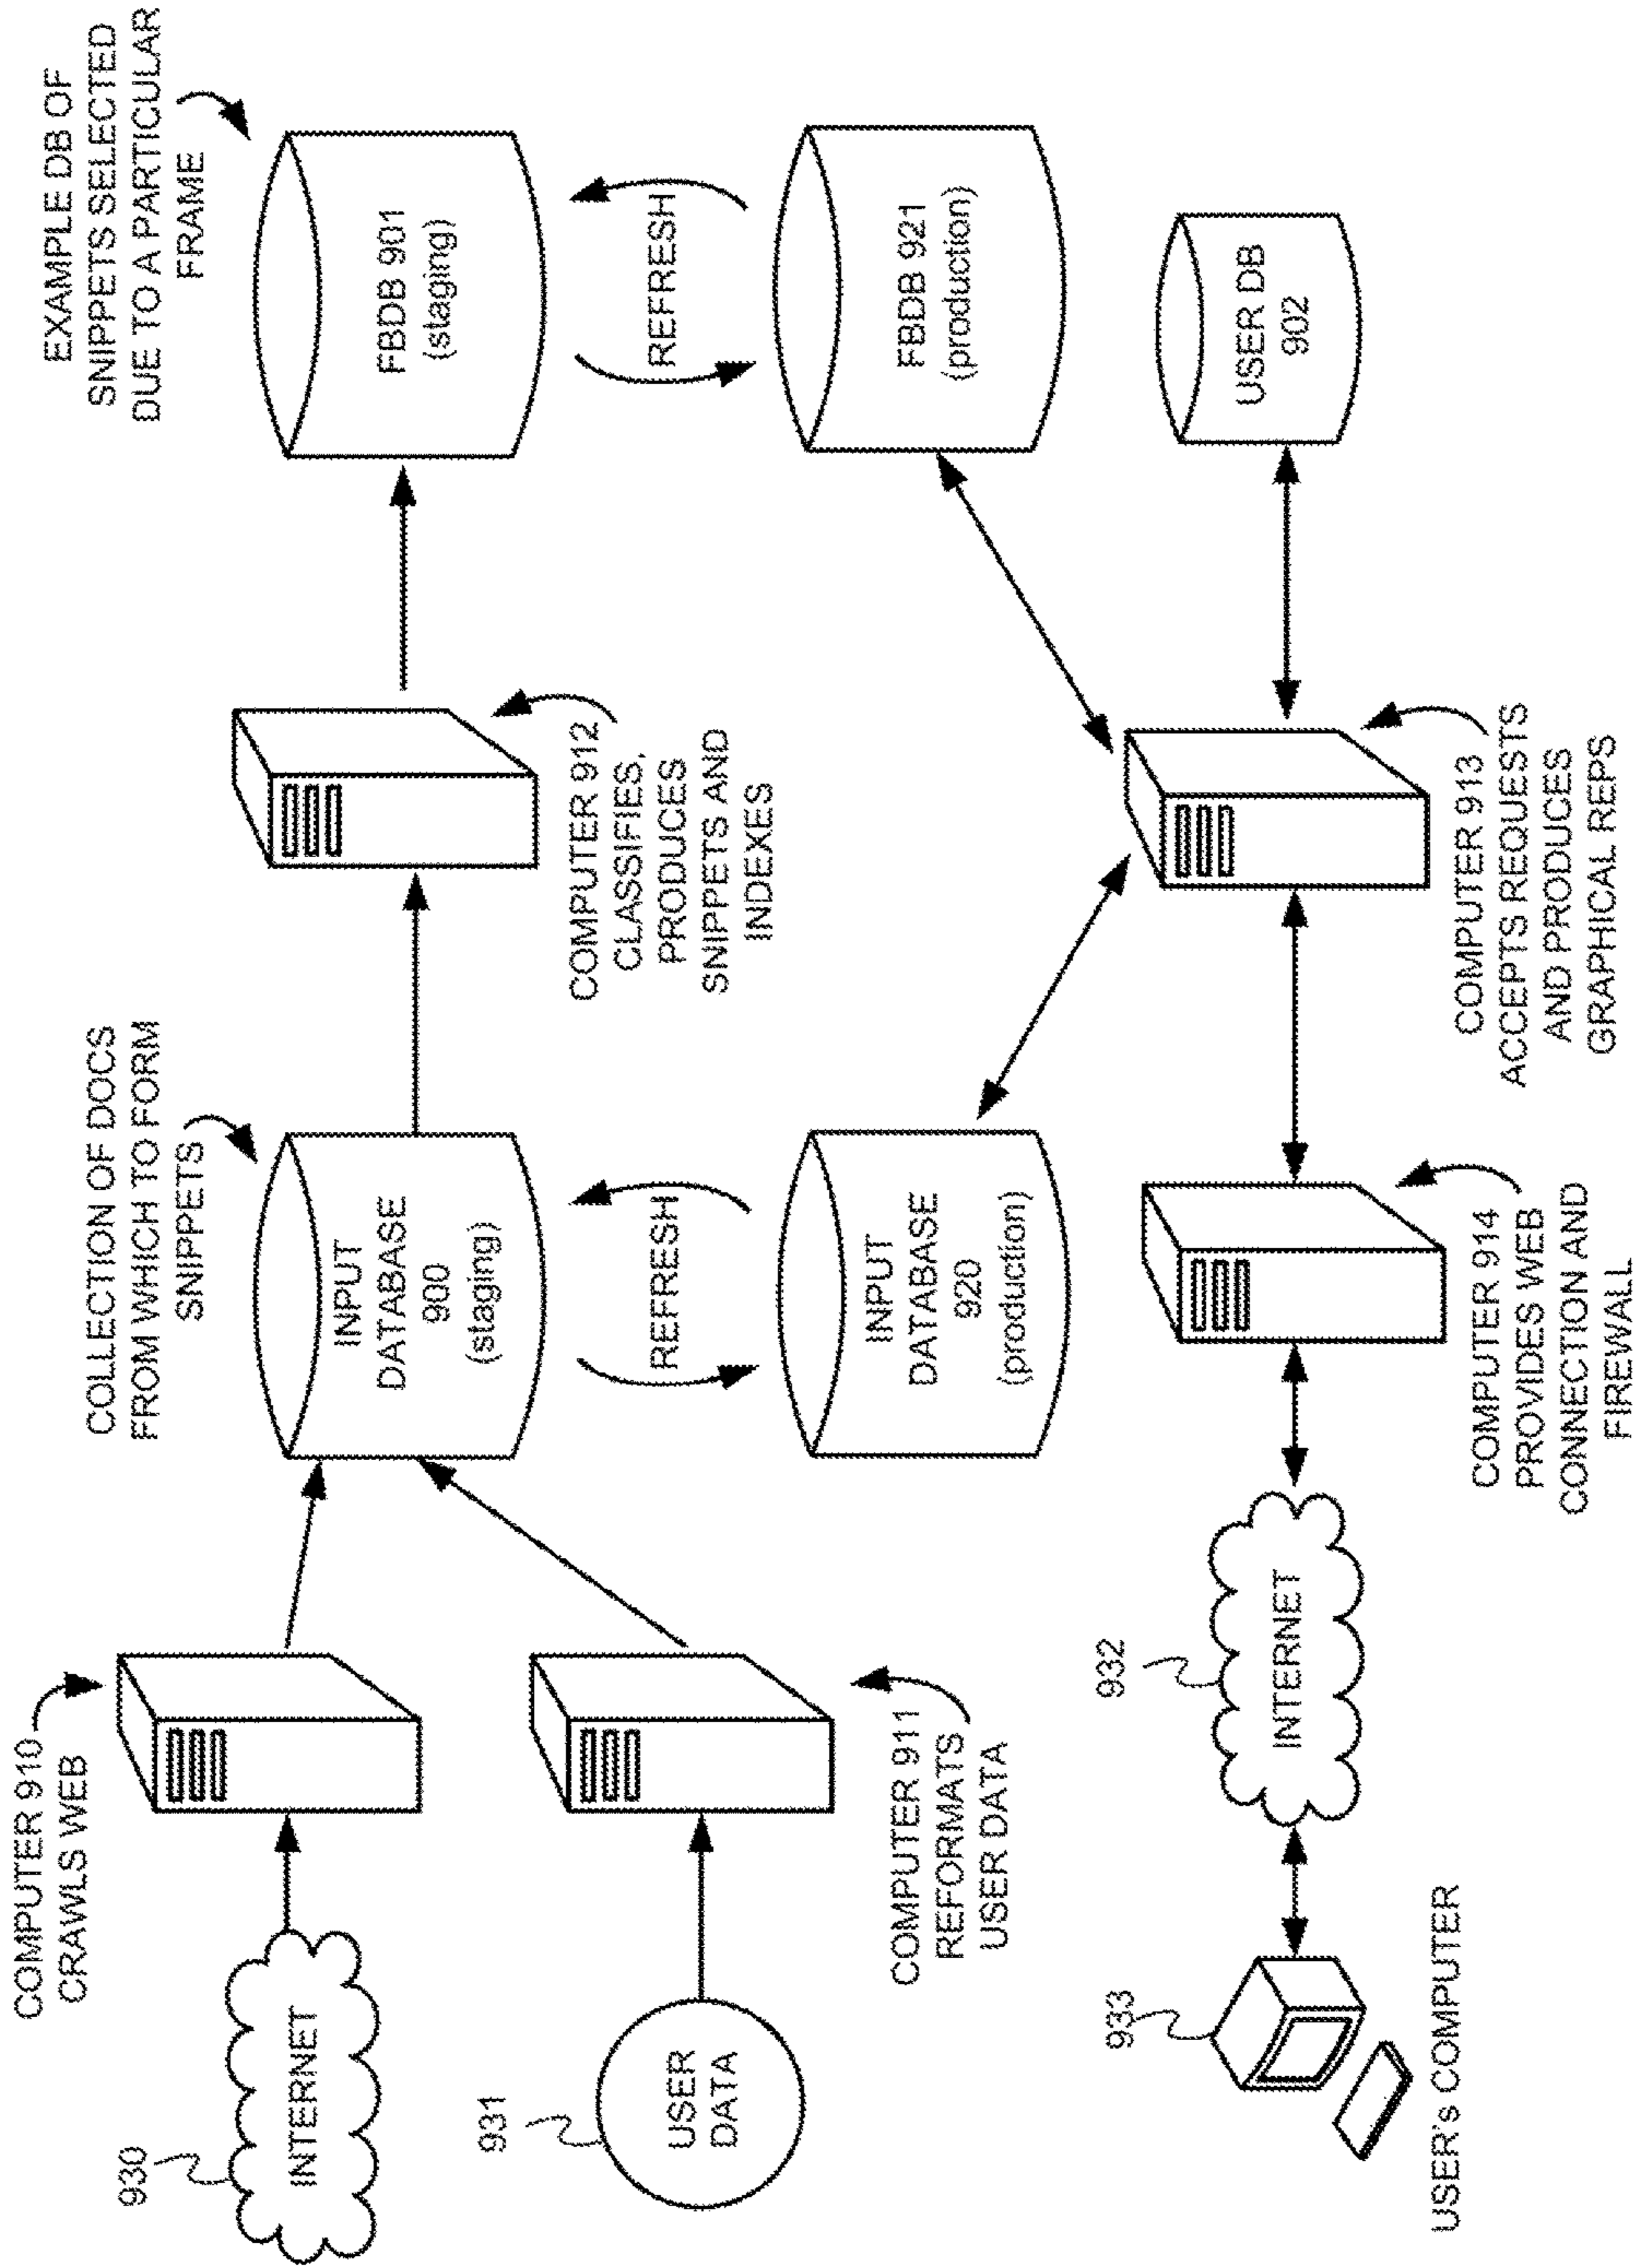 COMPUTER 910
CRAWLS WEB
930
INTERNET
931
USER
DATA
COMPUTER 911
REFORMATS
USER DATA
COLLECTION OF DOCS
FROM WHICH TO FORM
SNIPPETS
INPUT
DATABASE
900
(staging)
REFRESH
INPUT
DATABASE
920
(production)
COMPUTER 912
CLASSIFIES,
PRODUCES
SNIPPETS AND
INDEXES
EXAMPLE DB OF
SNIPPETS SELECTED
DUE TO A PARTICULAR
FRAME
FBDB 901
(staging)
REFRESH
FBDB 921
(production)
USER DB
902
933
USER's COMPUTER
932
INTERNET
COMPUTER 914
PROVIDES WEB
CONNECTION AND
FIREWALL
COMPUTER 913
ACCEPTS REQUESTS
AND PRODUCES
GRAPHICAL REPS